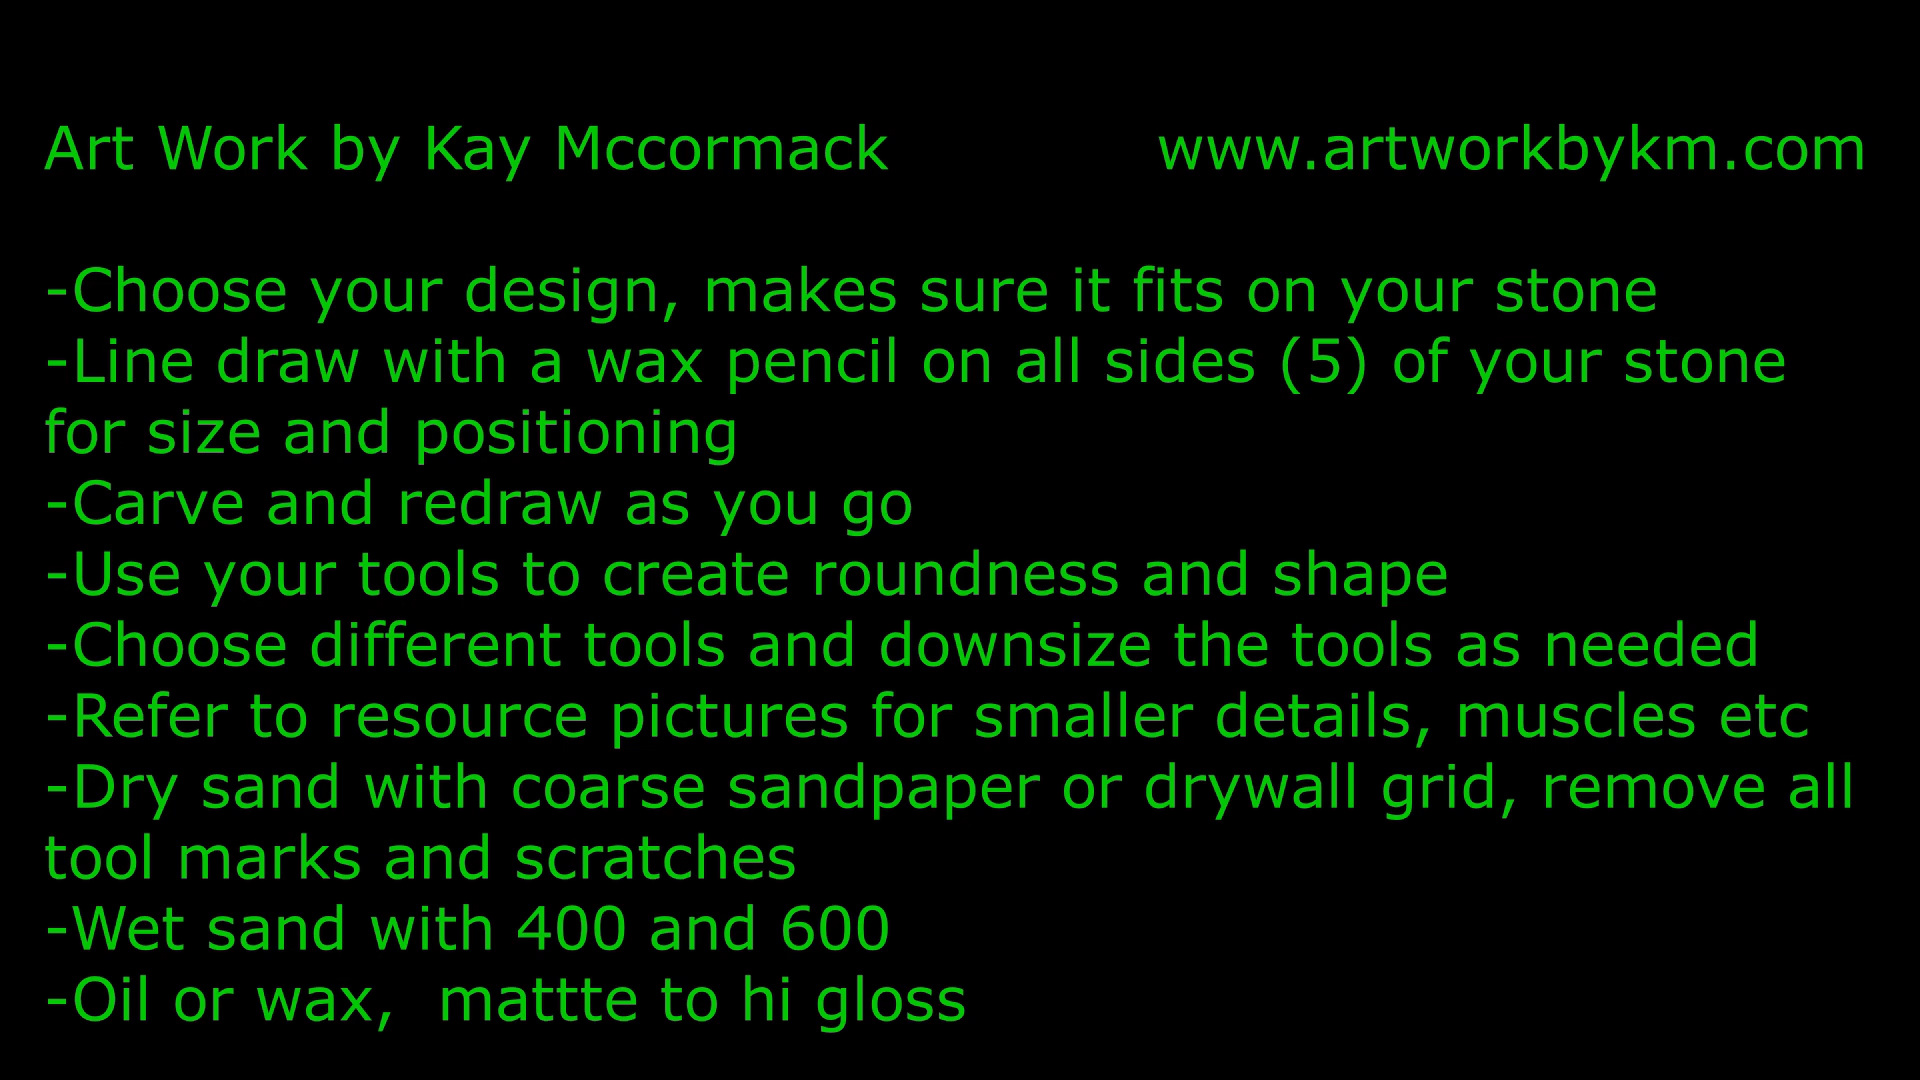 Art Work by Kay Mccormack www.artworkbykm.com
-Choose your design, makes sure it fits on your stone
-Line draw with a wax pencil on all sides (5) of your stone
for size and positioning
-Carve and redraw as you go
-Use your tools to create roundness and shape
-Choose different tools and downsize the tools as needed
-Refer to resource pictures for smaller details, muscles etc
-Dry sand with coarse sandpaper or drywall grid, remove all
tool marks and scratches
-Wet sand with 400 and 600
-Oil or wax,  mattte to hi gloss